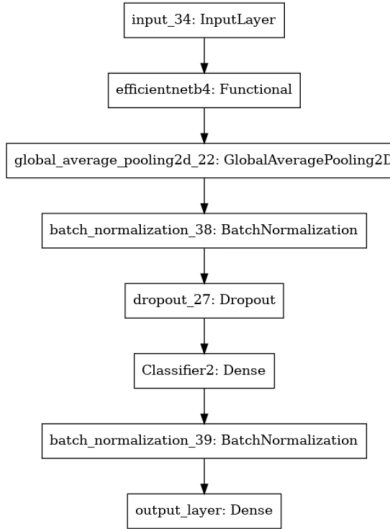 input_34: InputLayer
efficientnetb4: Functional
global_average_pooling2d_22: GlobalAveragePooling2D
batch_normalization_38: BatchNormalization
dropout_27: Dropout
Classifier2: Dense
batch_normalization_39: BatchNormalization
output_layer: Dense